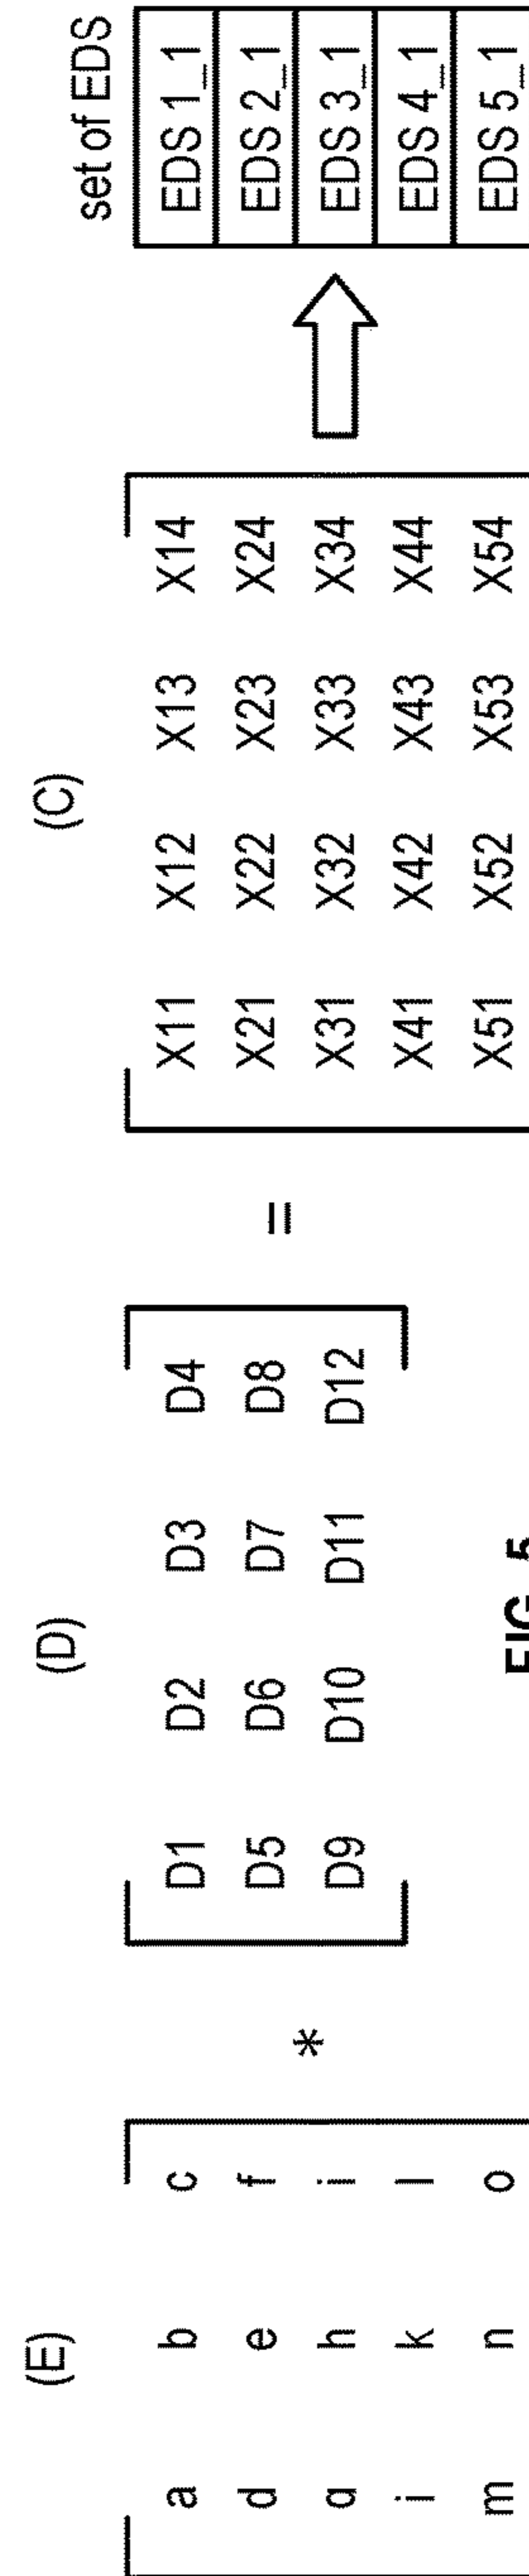 (E) (D) (C) set of EDS
a b c D1 D2 D3 D4 X11 X12 X13 X14 EDS 1_1
d e f D5 D6 D7 D8 X21 X22 X23 X24 EDS 2_1
* =
g h i D9 D10 D11 D12 X31 X32 X33 X34 EDS 3_1
j k l X41 X42 X43 X44 EDS 4_1
m n o X51 X52 X53 X54 EDS 5_1
FIG. 5